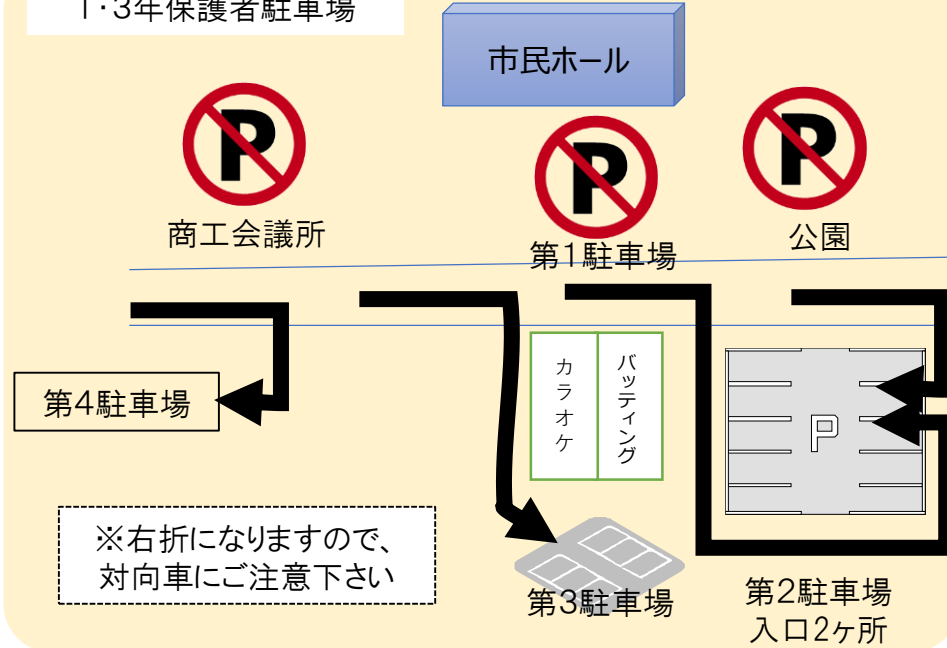 1・3年保護者駐車場
市民ホール
P
P
P
商工会議所
第1駐車場
公園
カラオケ
バッティング
第4駐車場
P
※右折になりますので、
対向車にご注意下さい
第3駐車場
第2駐車場
入口2ヶ所